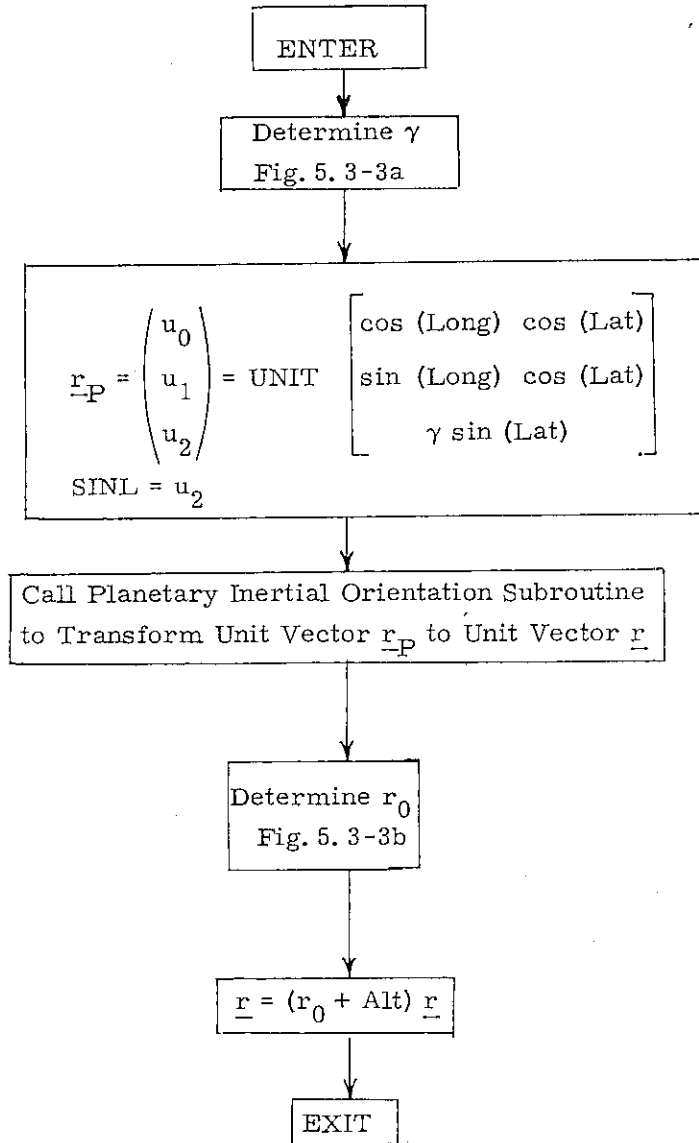 ENTER
Determine γ
Fig. 5. 3-3a
r_P = (u_0 u_1 u_2) = UNIT [cos (Long) cos (Lat)
sin (Long) cos (Lat)
γ sin (Lat)]
SINL = u_2
Call Planetary Inertial Orientation Subroutine
to Transform Unit Vector r_P to Unit Vector r
Determine r_0
Fig. 5. 3-3b
r = (r_0 + Alt) r
EXIT